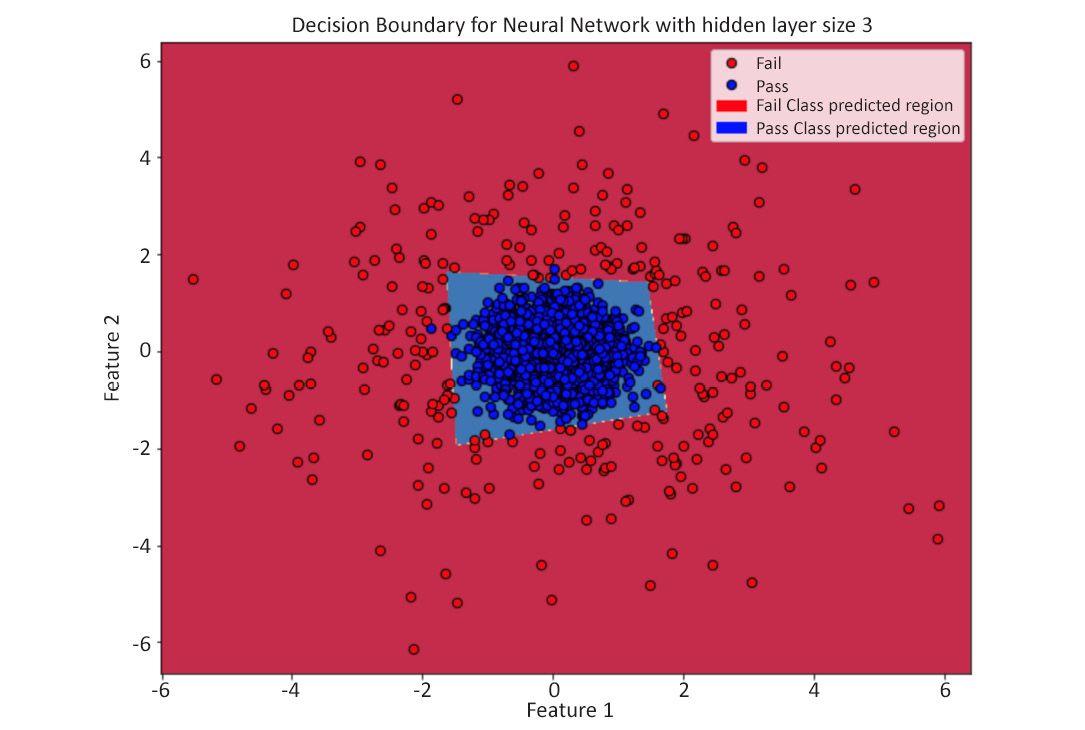 Decision Boundary for Neural Network with hidden layer size 3
Fail
Pass
Fail Class predicted region
Pass Class predicted region
6
4
2
0
-2
-4
-6
Feature 2
-6 -4 -2 0 2 4 6
Feature 1